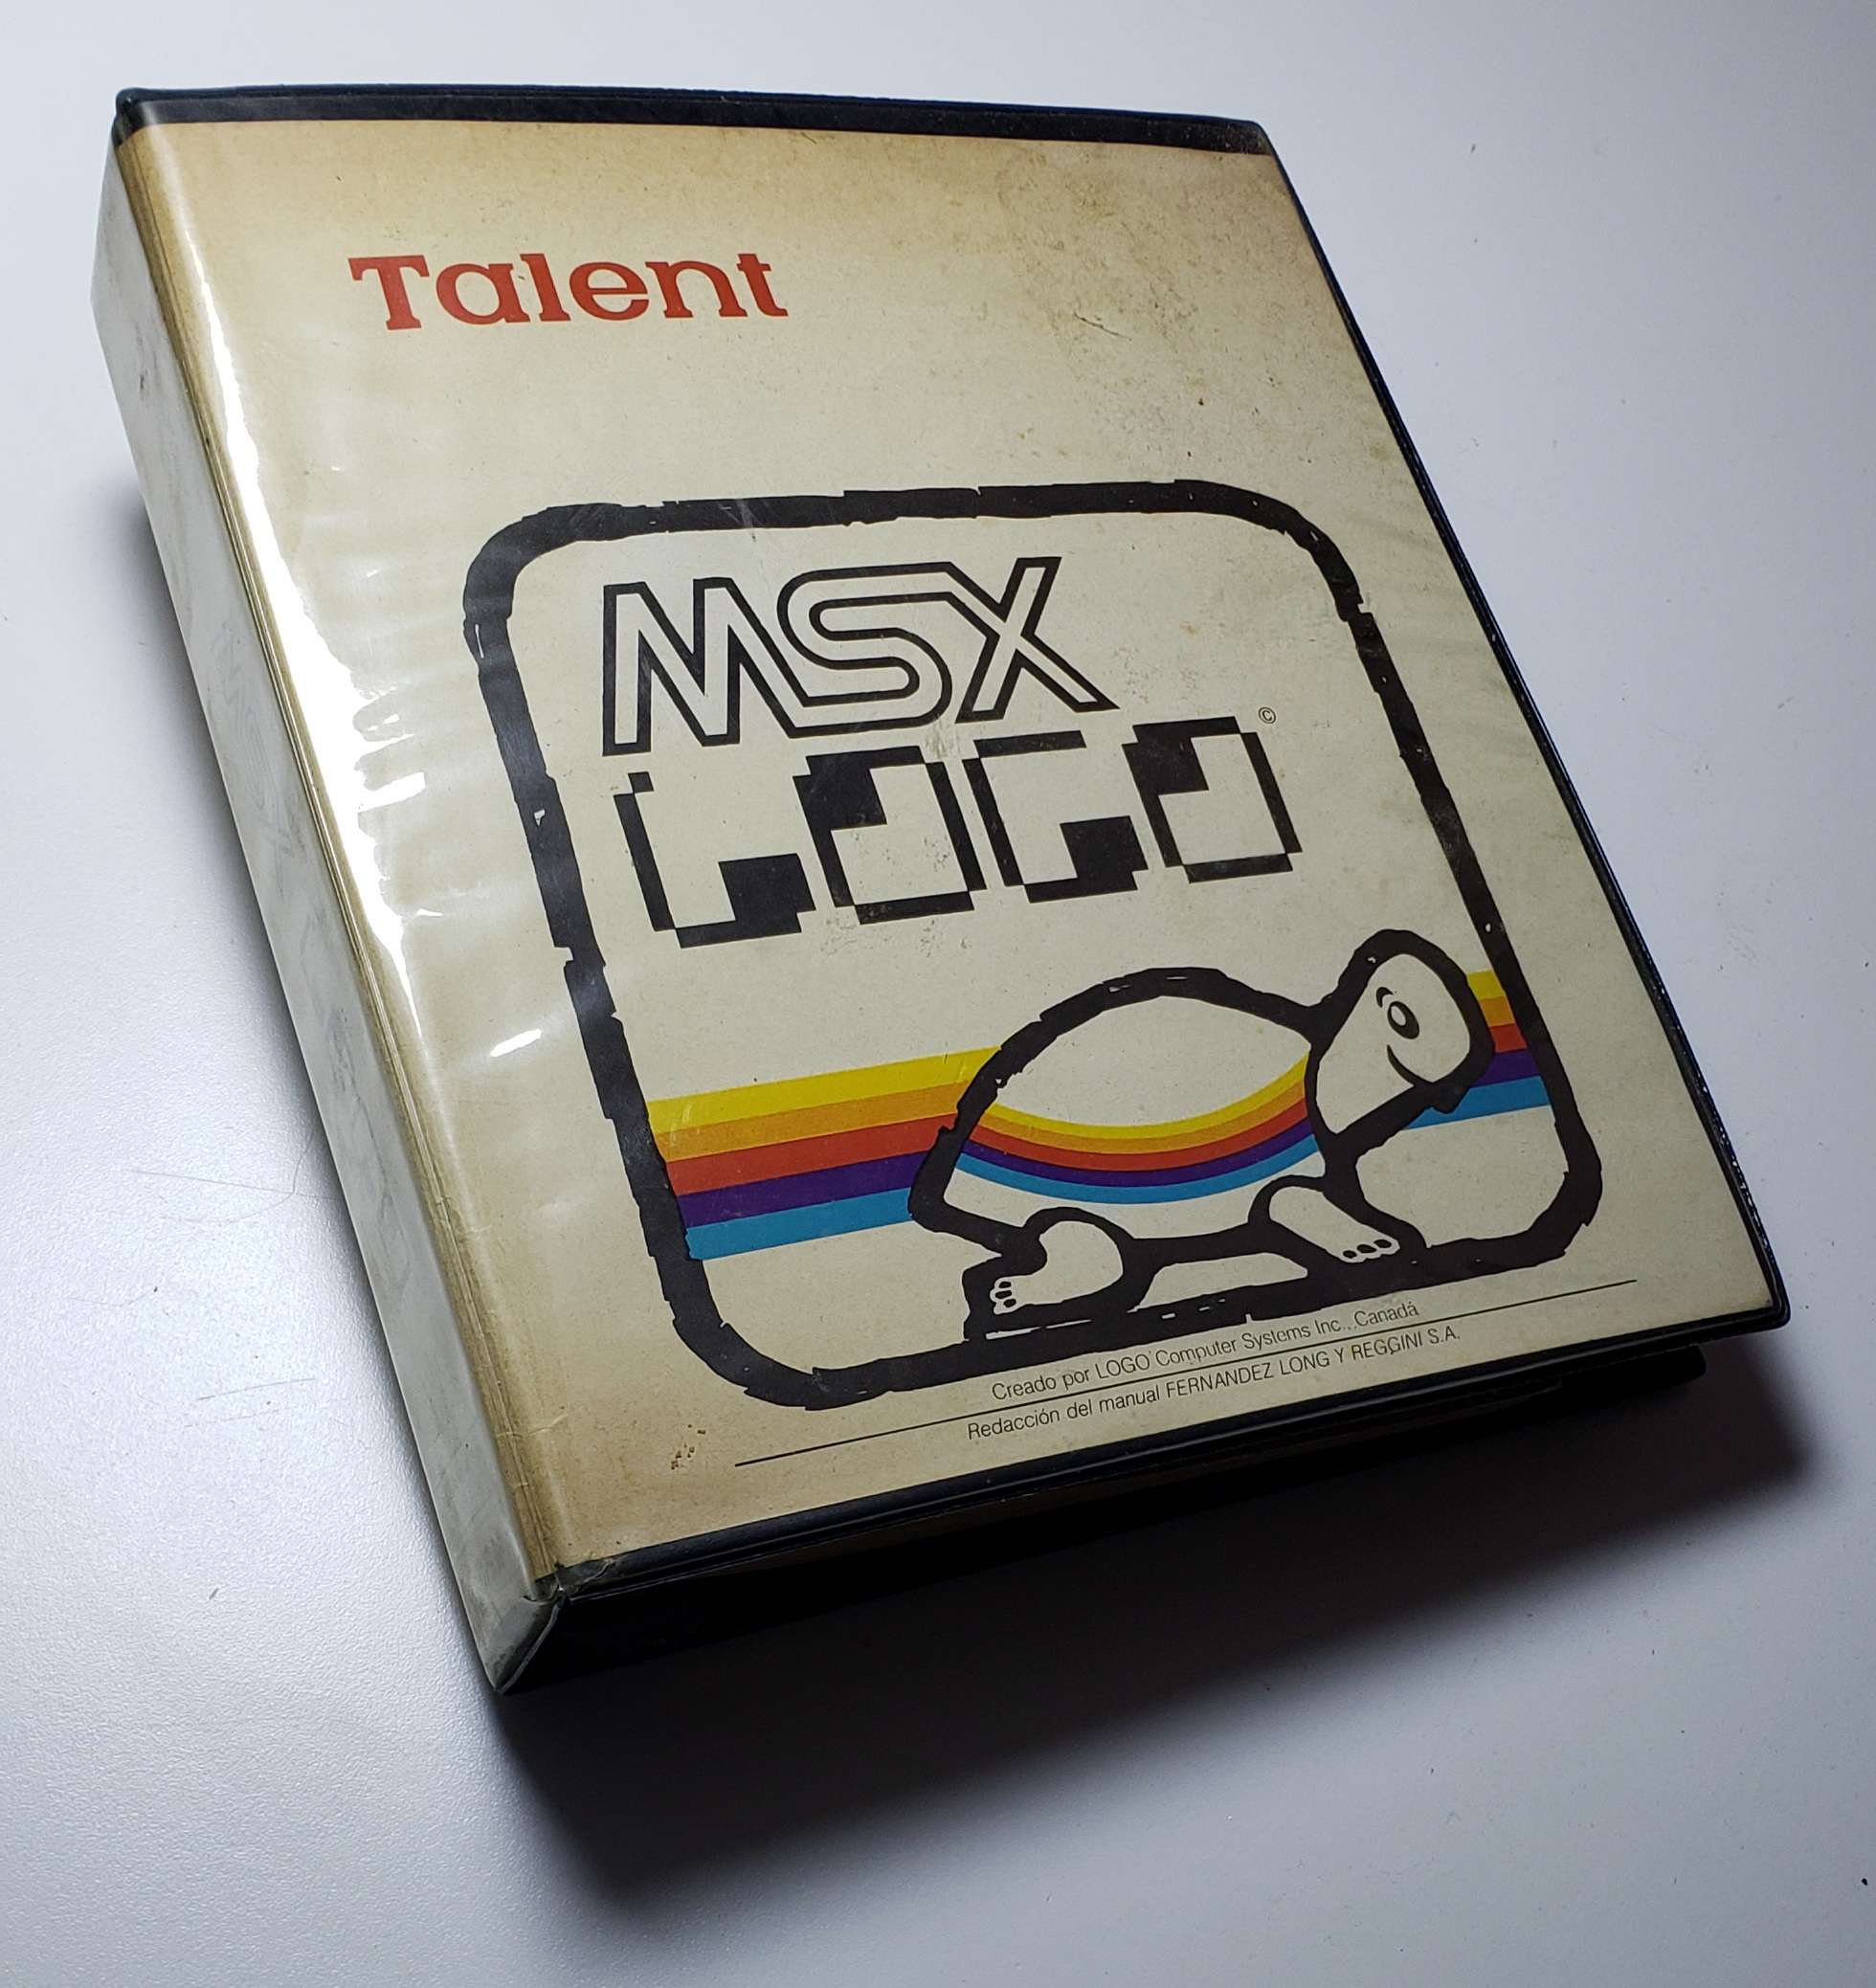 Talent
MSX
LOGO ©
Creado por LOGO Computer Systems Inc., Canadá
Redacción del manual FERNANDEZ LONG Y REGGINI S.A.